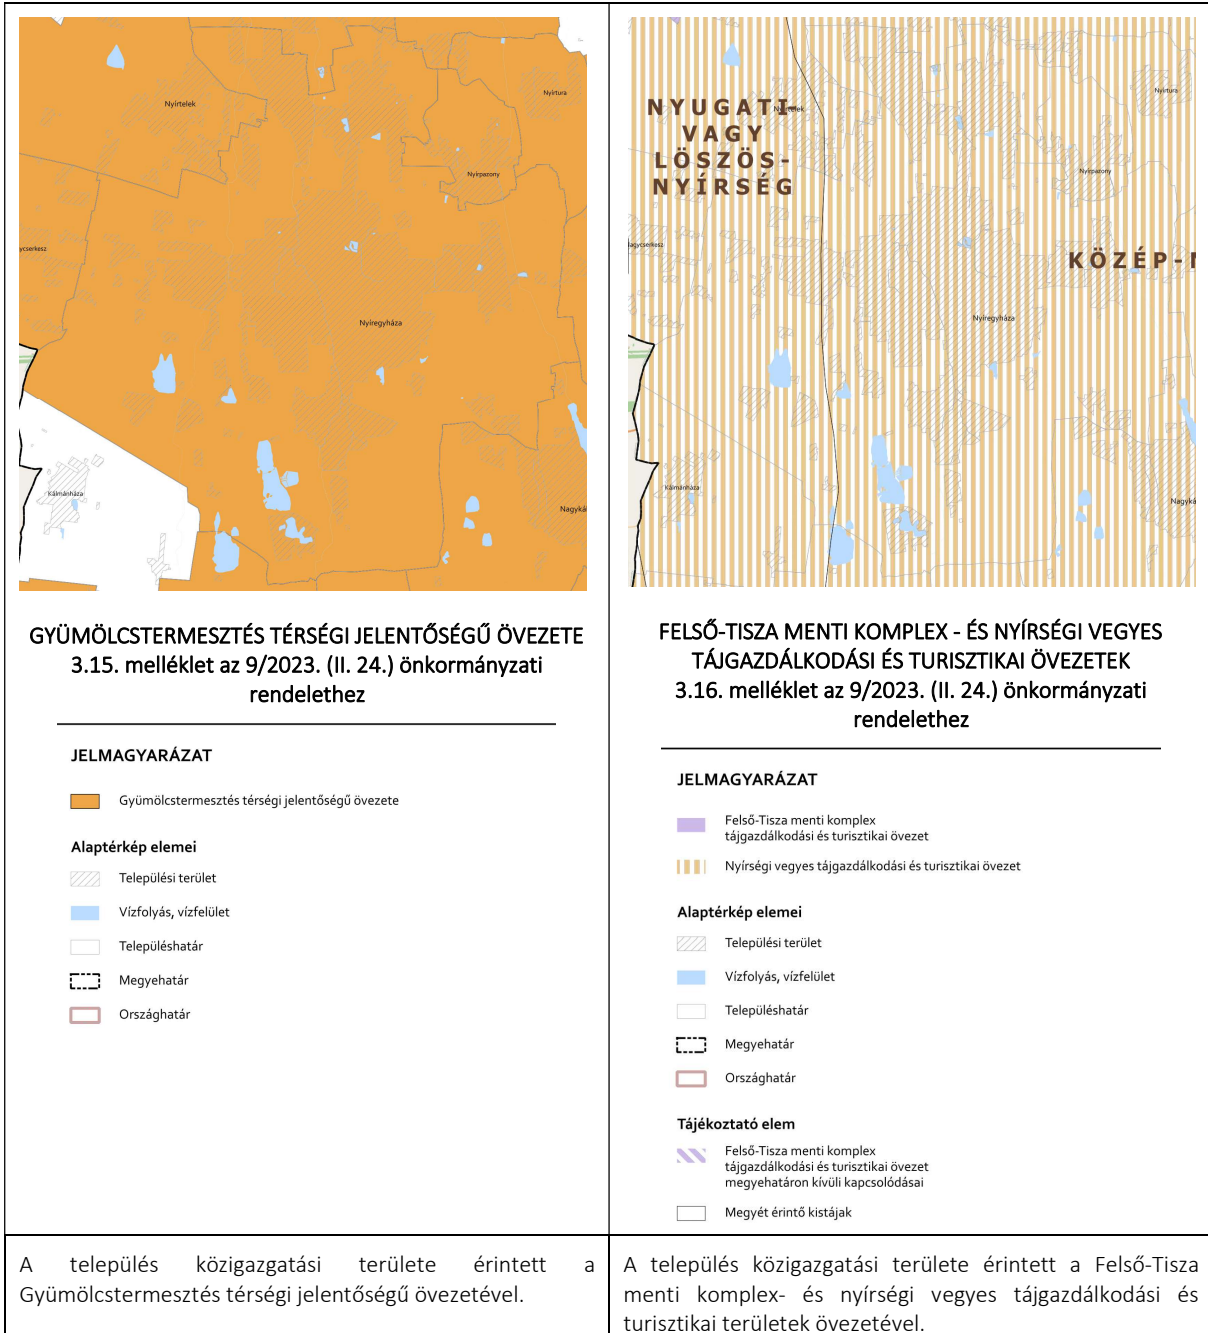 Nyírtelek
Nyírtura
Nyírpazony
ycserkesz
Nyíregyháza
Kálmánháza
Nagykál
GYÜMÖLCSTERMESZTÉS TÉRSÉGI JELENTŐSÉGŰ ÖVEZETE
3.15. melléklet az 9/2023. (II. 24.) önkormányzati
rendelethez
JELMAGYARÁZAT
Gyümölcstermesztés térségi jelentőségű övezete
Alaptérkép elemei
Települési terület
Vízfolyás, vízfelület
Településhatár
Megyehatár
Országhatár
A település közigazgatási területe érintett a
Gyümölcstermesztés térségi jelentőségű övezetével.
NYUGATI-
VAGY
LÖSZÖS-
NYÍRSÉG
Nyírtelek
Nyírtura
Nyírpazony
lagycserkesz
KÖZÉP-N
Nyíregyháza
Kálmánháza
Nagyká
FELSŐ-TISZA MENTI KOMPLEX - ÉS NYÍRSÉGI VEGYES
TÁJGAZDÁLKODÁSI ÉS TURISZTIKAI ÖVEZETEK
3.16. melléklet az 9/2023. (II. 24.) önkormányzati
rendelethez
JELMAGYARÁZAT
Felső-Tisza menti komplex
tájgazdálkodási és turisztikai övezet
Nyírségi vegyes tájgazdálkodási és turisztikai övezet
Alaptérkép elemei
Települési terület
Vízfolyás, vízfelület
Településhatár
Megyehatár
Országhatár
Tájékoztató elem
Felső-Tisza menti komplex
tájgazdálkodási és turisztikai övezet
megyehatáron kívüli kapcsolódásai
Megyét érintő kistájak
A település közigazgatási területe érintett a Felső-Tisza
menti komplex- és nyírségi vegyes tájgazdálkodási és
turisztikai területek övezetével.